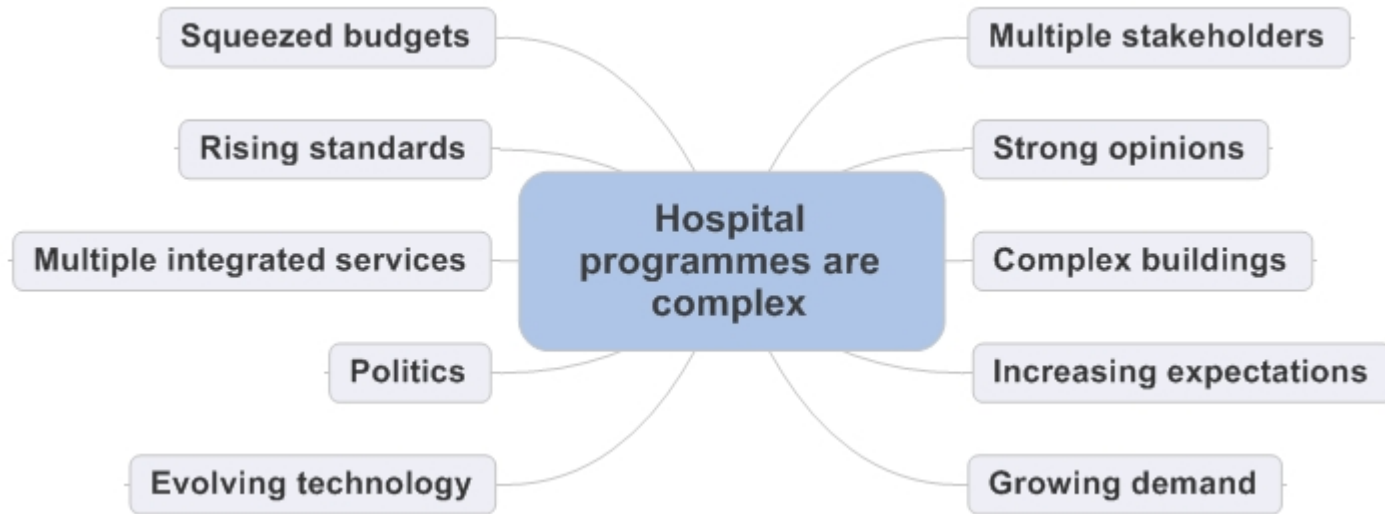 Squeezed budgets
Multiple stakeholders
Rising standards
Strong opinions
Hospital
programmes are
complex
Multiple integrated services
Complex buildings
Politics
Increasing expectations
Evolving technology
Growing demand